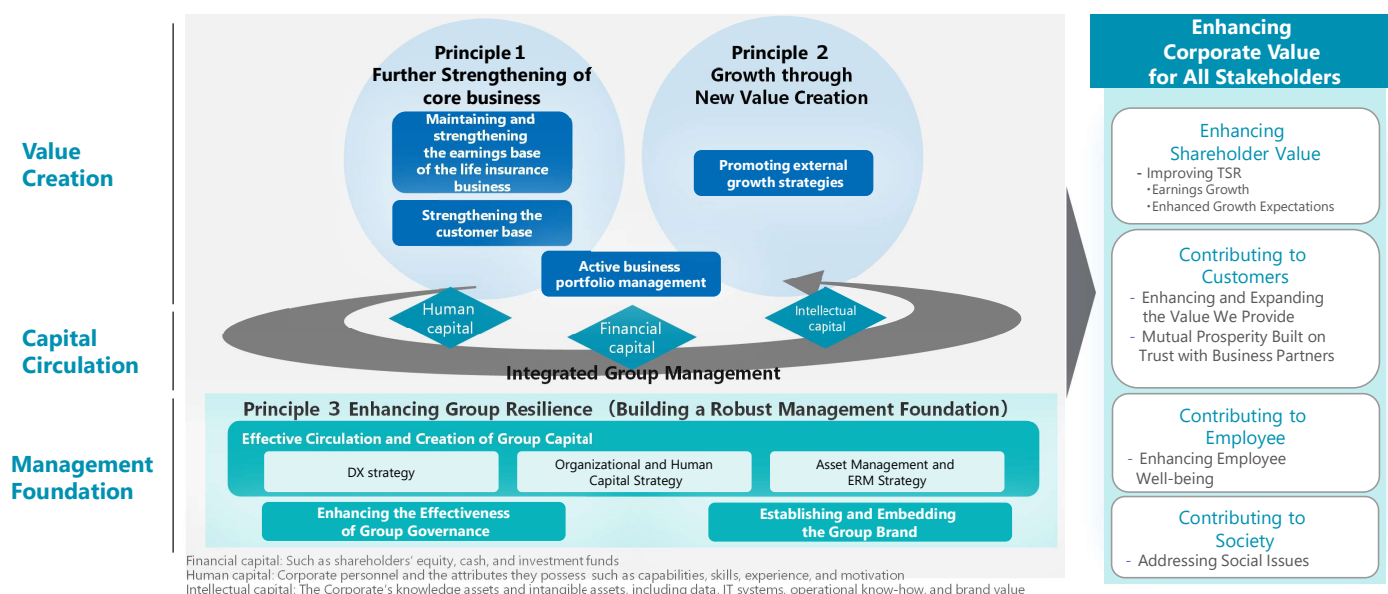 Value
Creation
Capital
Circulation
Management
Foundation
Principle 1
Further Strengthening of
core business
Maintaining and
strengthening
the earnings base
of the life insurance
business
Strengthening the
customer base
Principle 2
Growth through
New Value Creation
Promoting external
growth strategies
Active business
portfolio management
Human
capital
Financial
capital
Intellectual
capital
Integrated Group Management
Principle 3 Enhancing Group Resilience （Building a Robust Management Foundation）
Effective Circulation and Creation of Group Capital
DX strategy
Organizational and Human
Capital Strategy
Asset Management and
ERM Strategy
Enhancing the Effectiveness
of Group Governance
Establishing and Embedding
the Group Brand
Financial capital: Such as shareholders' equity, cash, and investment funds
Human capital: Corporate personnel and the attributes they possess such as capabilities, skills, experience, and motivation
Intellectual capital: The Corporate's knowledge assets and intangible assets, including data, IT systems, operational know-how, and brand value
Enhancing
Corporate Value
for All Stakeholders
Enhancing
Shareholder Value
- Improving TSR
・Earnings Growth
・Enhanced Growth Expectations
Contributing to
Customers
- Enhancing and Expanding
the Value We Provide
- Mutual Prosperity Built on
Trust with Business Partners
Contributing to
Employee
- Enhancing Employee
Well-being
Contributing to
Society
- Addressing Social Issues